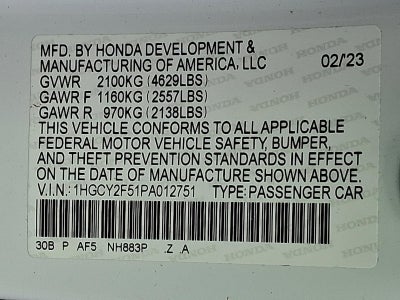 MFD. BY HONDA DEVELOPMENT &
MANUFACTURING OF AMERICA, LLC 02/'23
GVWR 2100KG (4629LBS)
GAWR F 1160KG (2557LBS)
GAWR R 970KG (2138LBS)
THIS VEHICLE CONFORMS TO ALL APPLICABLE
FEDERAL MOTOR VEHICLE SAFETY, BUMPER,
AND THEFT PREVENTION STANDARDS IN EFFECT
ON THE DATE OF MANUFACTURE SHOWN ABOVE.
V.I.N.: 1HGCY2F51PA012751 TYPE: PASSENGER CAR
30B P AF5 NH883P .Z .A